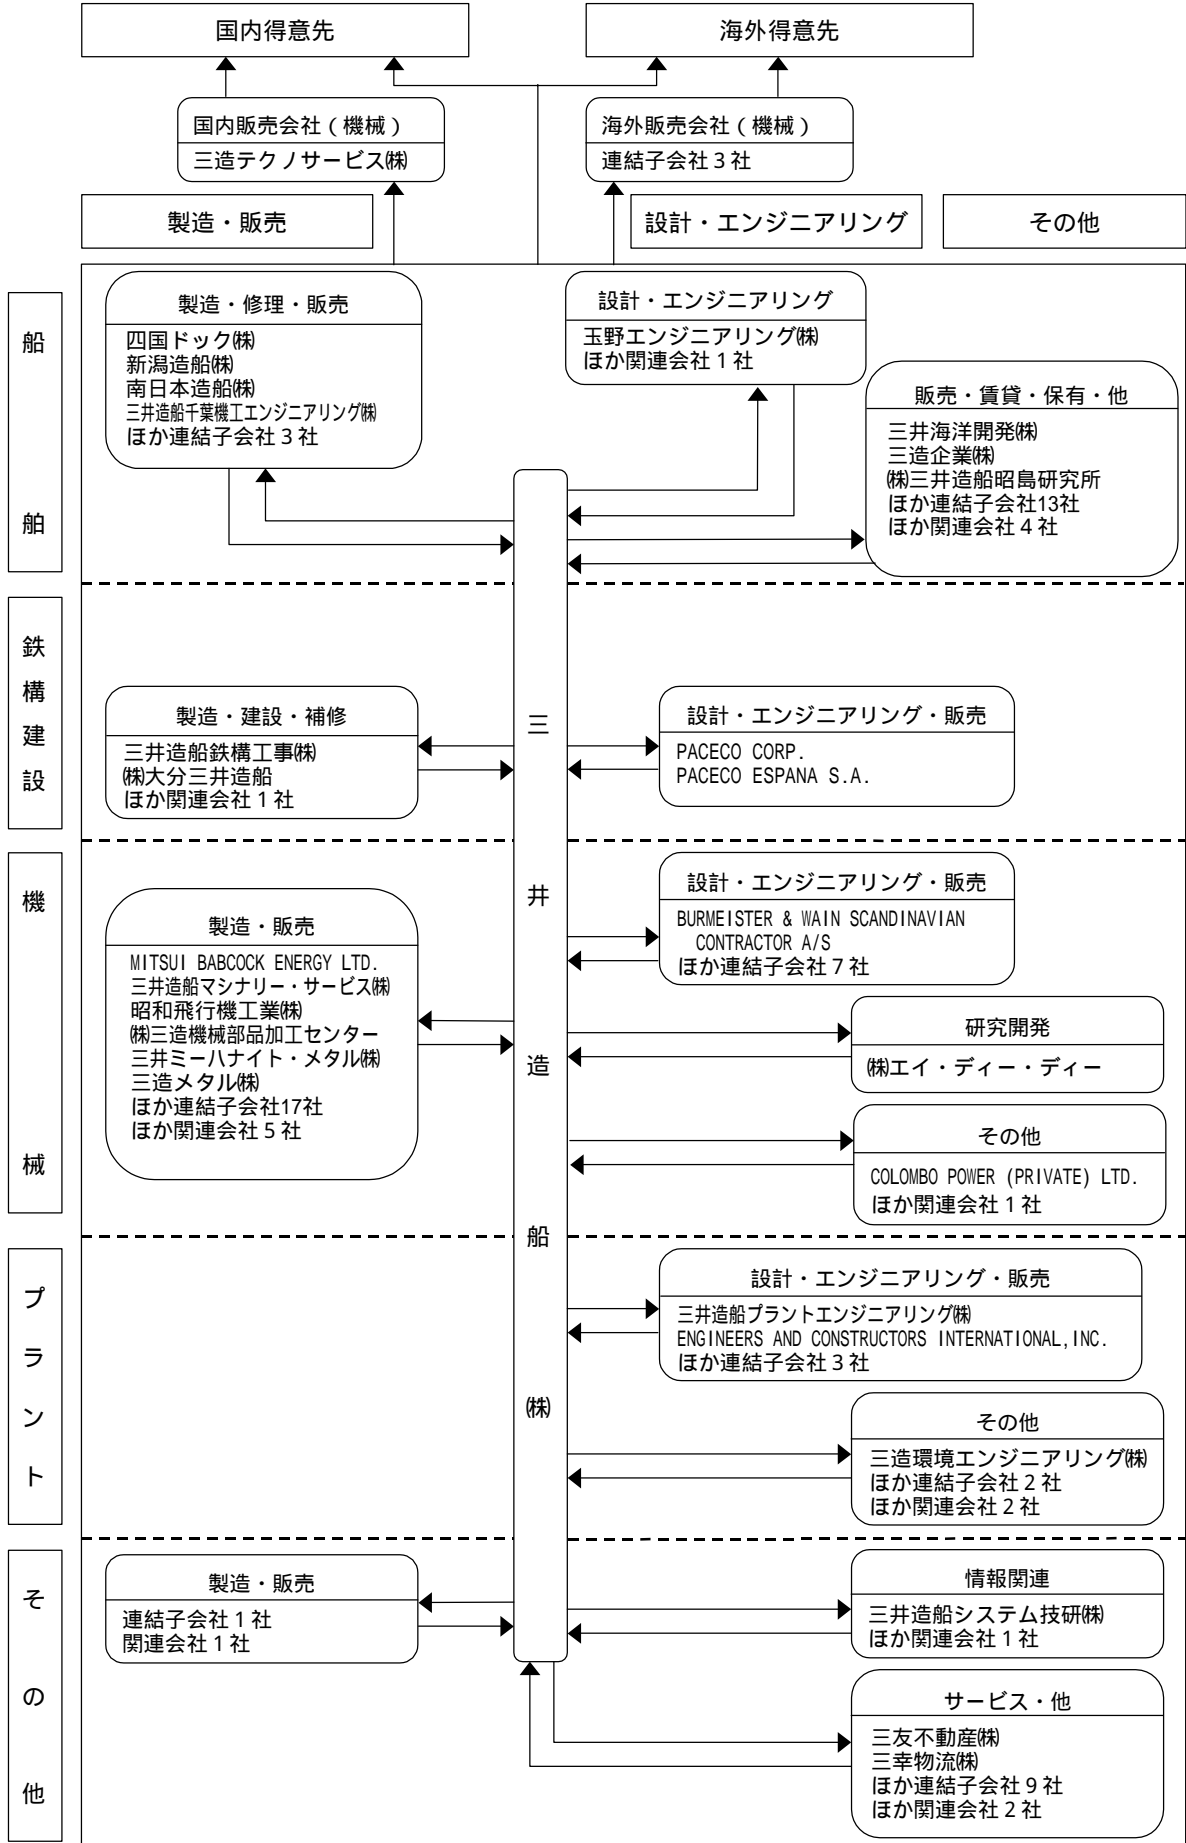 国内得意先
海外得意先
国内販売会社（機械）
三造テクノサービス㈱
海外販売会社（機械）
連結子会社３社
製造・販売
設計・エンジニアリング
その他
船舶
製造・修理・販売
四国ドック㈱
新潟造船㈱
南日本造船㈱
三井造船千葉機工エンジニアリング㈱
ほか連結子会社３社
設計・エンジニアリング
玉野エンジニアリング㈱
ほか関連会社１社
販売・賃貸・保有・他
三井海洋開発㈱
三造企業㈱
㈱三井造船昭島研究所
ほか連結子会社13社
ほか関連会社４社
三井造船㈱
鉄構建設
製造・建設・補修
三井造船鉄構工事㈱
㈱大分三井造船
ほか関連会社１社
設計・エンジニアリング・販売
PACECO CORP.
PACECO ESPANA S.A.
機械
製造・販売
MITSUI BABCOCK ENERGY LTD.
三井造船マシナリー・サービス㈱
昭和飛行機工業㈱
㈱三造機械部品加工センター
三井ミーハナイト・メタル㈱
三造メタル㈱
ほか連結子会社17社
ほか関連会社５社
設計・エンジニアリング・販売
BURMEISTER & WAIN SCANDINAVIAN
CONTRACTOR A/S
ほか連結子会社７社
研究開発
㈱エイ・ディー・ディー
その他
COLOMBO POWER (PRIVATE) LTD.
ほか関連会社１社
プラント
設計・エンジニアリング・販売
三井造船プラントエンジニアリング㈱
ENGINEERS AND CONSTRUCTORS INTERNATIONAL,INC.
ほか連結子会社３社
その他
三造環境エンジニアリング㈱
ほか連結子会社２社
ほか関連会社２社
その他
製造・販売
連結子会社１社
関連会社１社
情報関連
三井造船システム技研㈱
ほか関連会社１社
サービス・他
三友不動産㈱
三幸物流㈱
ほか連結子会社９社
ほか関連会社２社